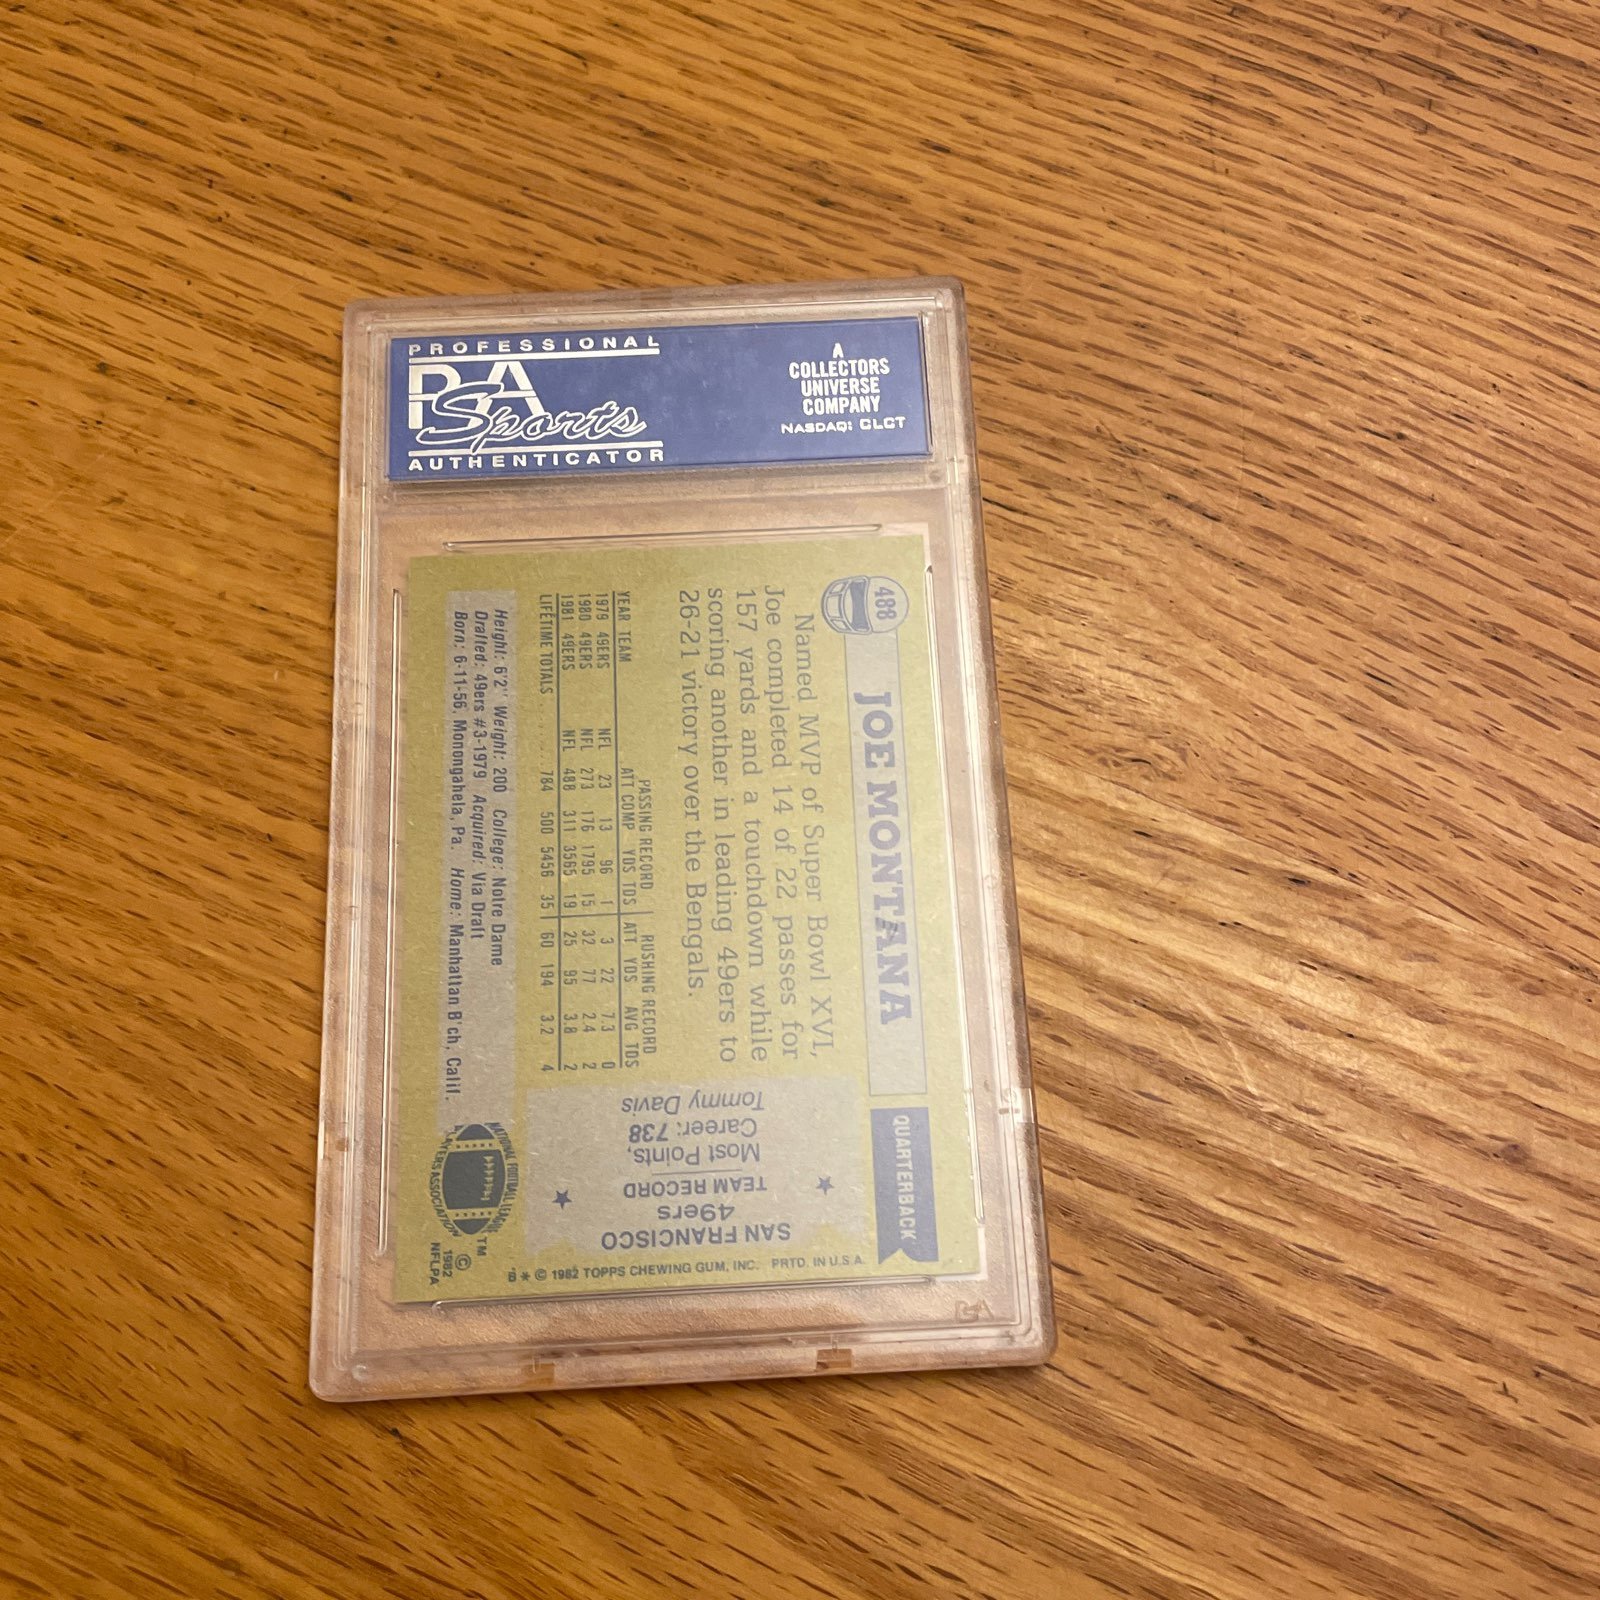 PROFESSIONAL
PSA
Sports
AUTHENTICATOR
A
COLLECTORS
UNIVERSE
COMPANY
NASDAQ: CLCT
488
JOE MONTANA
QUARTERBACK
Named MVP of Super Bowl XVI,
Joe completed 14 of 22 passes for
157 yards and a touchdown while
scoring another in leading 49ers to
26-21 victory over the Bengals.
PASSING RECORD RUSHING RECORD
YEAR TEAM ATT COMP YDS TDS ATT YDS AVG TDS
1979 49ERS NFL 23 13 96 1 3 22 7.3 0
1980 49ERS NFL 273 176 1795 15 32 77 2.4 2
1981 49ERS NFL 488 311 3565 19 25 95 3.8 2
LIFETIME TOTALS 784 500 5456 35 60 194 3.2 4
Height: 6'2" Weight: 200 College: Notre Dame
Drafted: 49ers #3-1979 Acquired: Via Draft
Born: 6-11-56, Monongahela, Pa. Home: Manhattan B'ch, Calif.
SAN FRANCISCO
49ers
TEAM RECORD
Most Points,
Career: 738
Tommy Davis
NATIONAL FOOTBALL LEAGUE
PLAYERS ASSOCIATION
TM
© 1982
NFLPA
* © 1982 TOPPS CHEWING GUM, INC. PRTD. IN U.S.A.
PSA